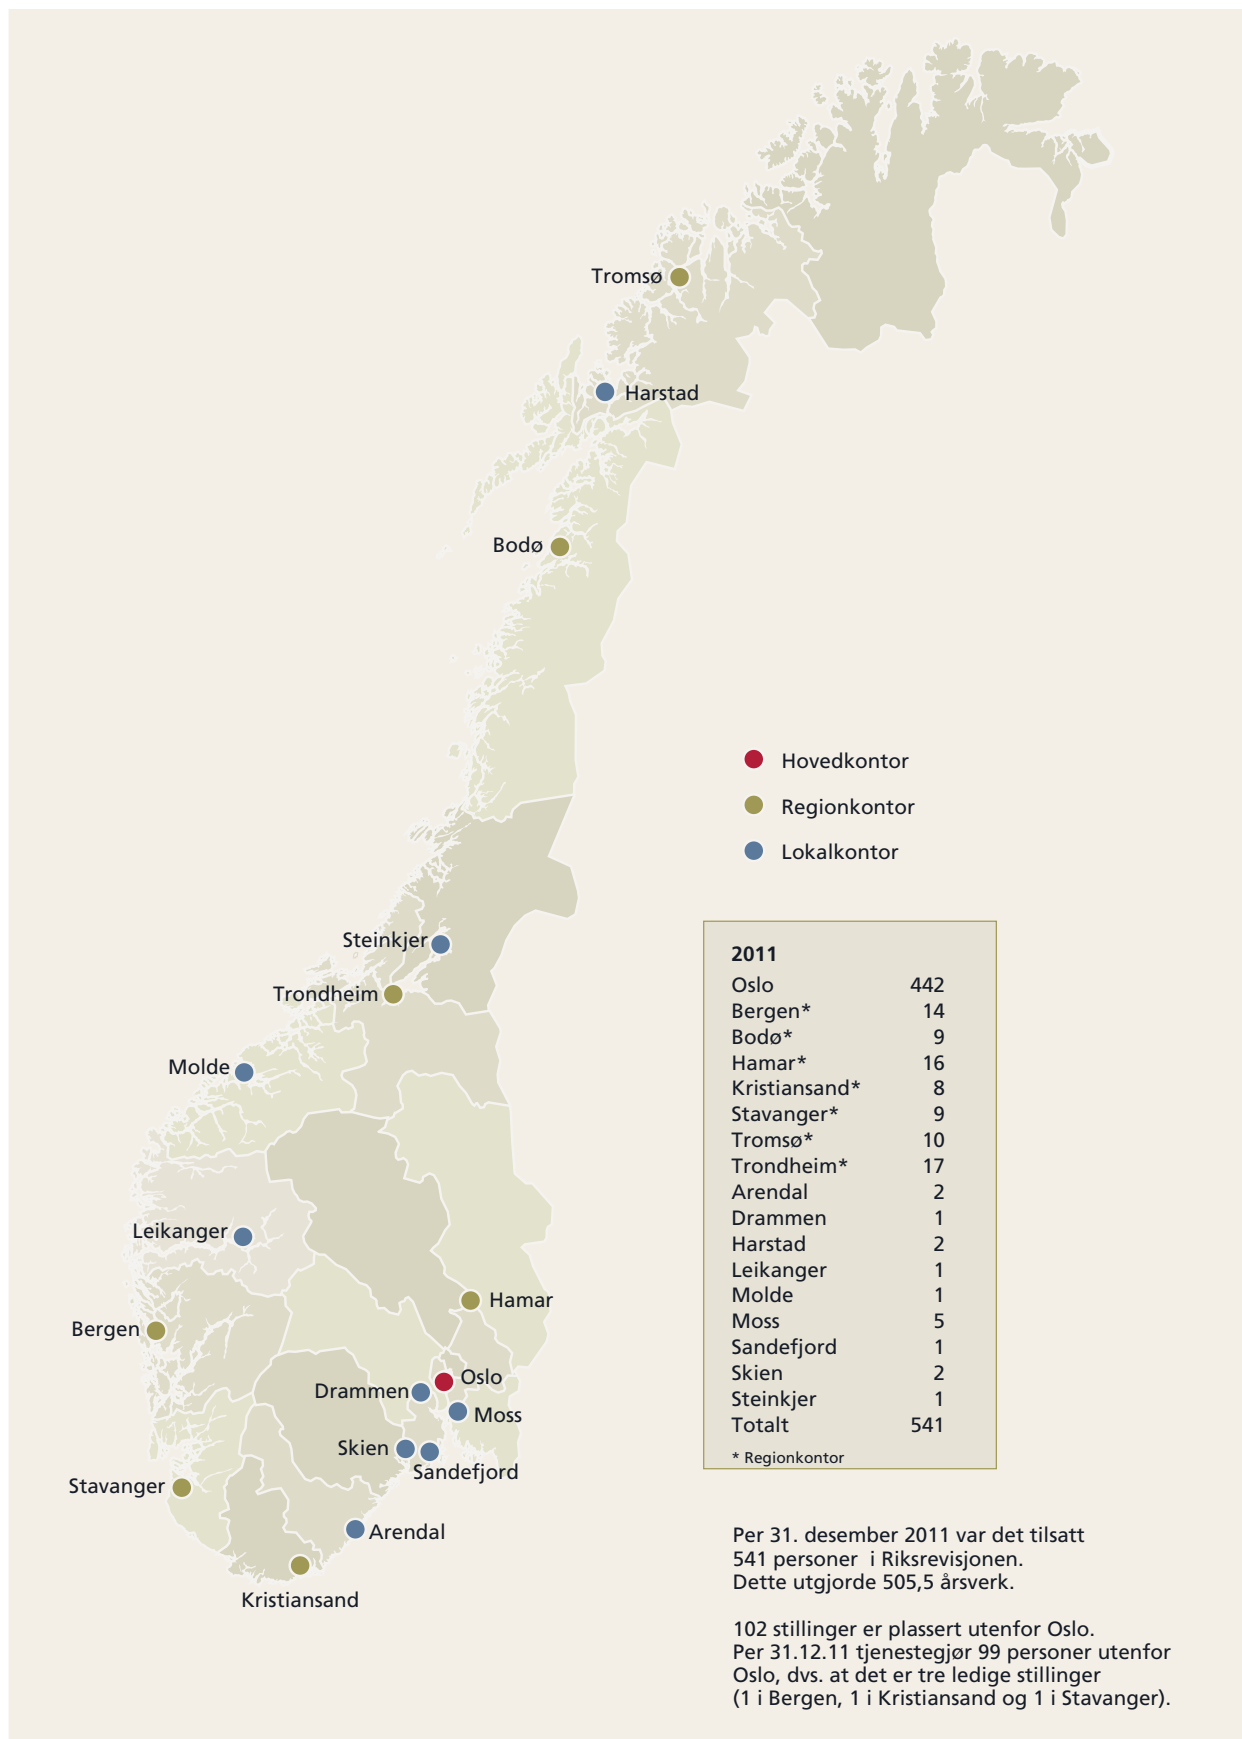 Tromsø
Harstad
Bodø
Hovedkontor
Regionkontor
Lokalkontor
Steinkjer
Trondheim
Molde
Leikanger
Hamar
Bergen
Oslo
Drammen
Moss
Skien
Sandefjord
Stavanger
Arendal
Kristiansand
2011
Oslo 442
Bergen* 14
Bodø* 9
Hamar* 16
Kristiansand* 8
Stavanger* 9
Tromsø* 10
Trondheim* 17
Arendal 2
Drammen 1
Harstad 2
Leikanger 1
Molde 1
Moss 5
Sandefjord 1
Skien 2
Steinkjer 1
Totalt 541
* Regionkontor
Per 31. desember 2011 var det tilsatt
541 personer i Riksrevisjonen.
Dette utgjorde 505,5 årsverk.
102 stillinger er plassert utenfor Oslo.
Per 31.12.11 tjenestegjør 99 personer utenfor
Oslo, dvs. at det er tre ledige stillinger
(1 i Bergen, 1 i Kristiansand og 1 i Stavanger).